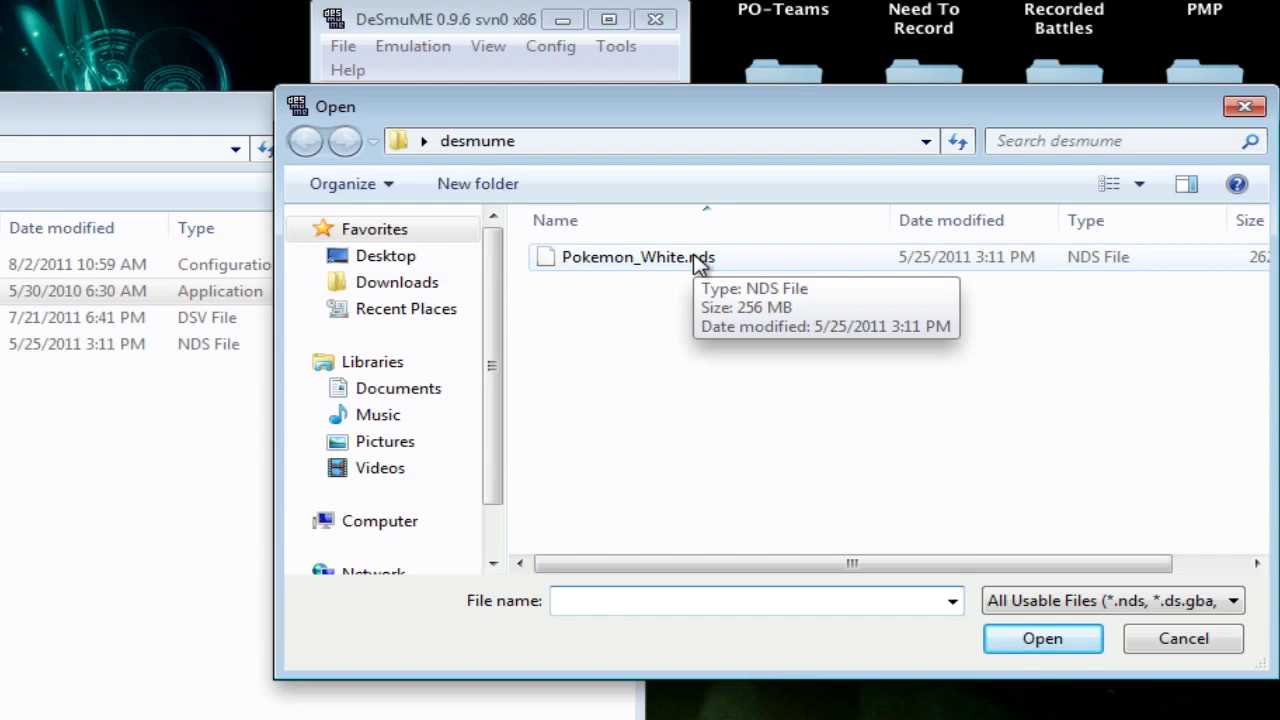 PO-Teams
Need To
Record
Recorded
Battles
PMP
DeSmuME 0.9.6 svn0 x86
File Emulation View Config Tools
Help
Open
desmume
Search desmume
Organize
New folder
Date modified Type
8/2/2011 10:59 AM Configuratio
5/30/2010 6:30 AM Application
7/21/2011 6:41 PM DSV File
5/25/2011 3:11 PM NDS File
Favorites
Desktop
Downloads
Recent Places
Libraries
Documents
Music
Pictures
Videos
Computer
Network
Name Date modified Type Size
Pokemon_White.nds 5/25/2011 3:11 PM NDS File 262
Type: NDS File
Size: 256 MB
Date modified: 5/25/2011 3:11 PM
File name:
All Usable Files (*.nds, *.ds.gba,
Open Cancel